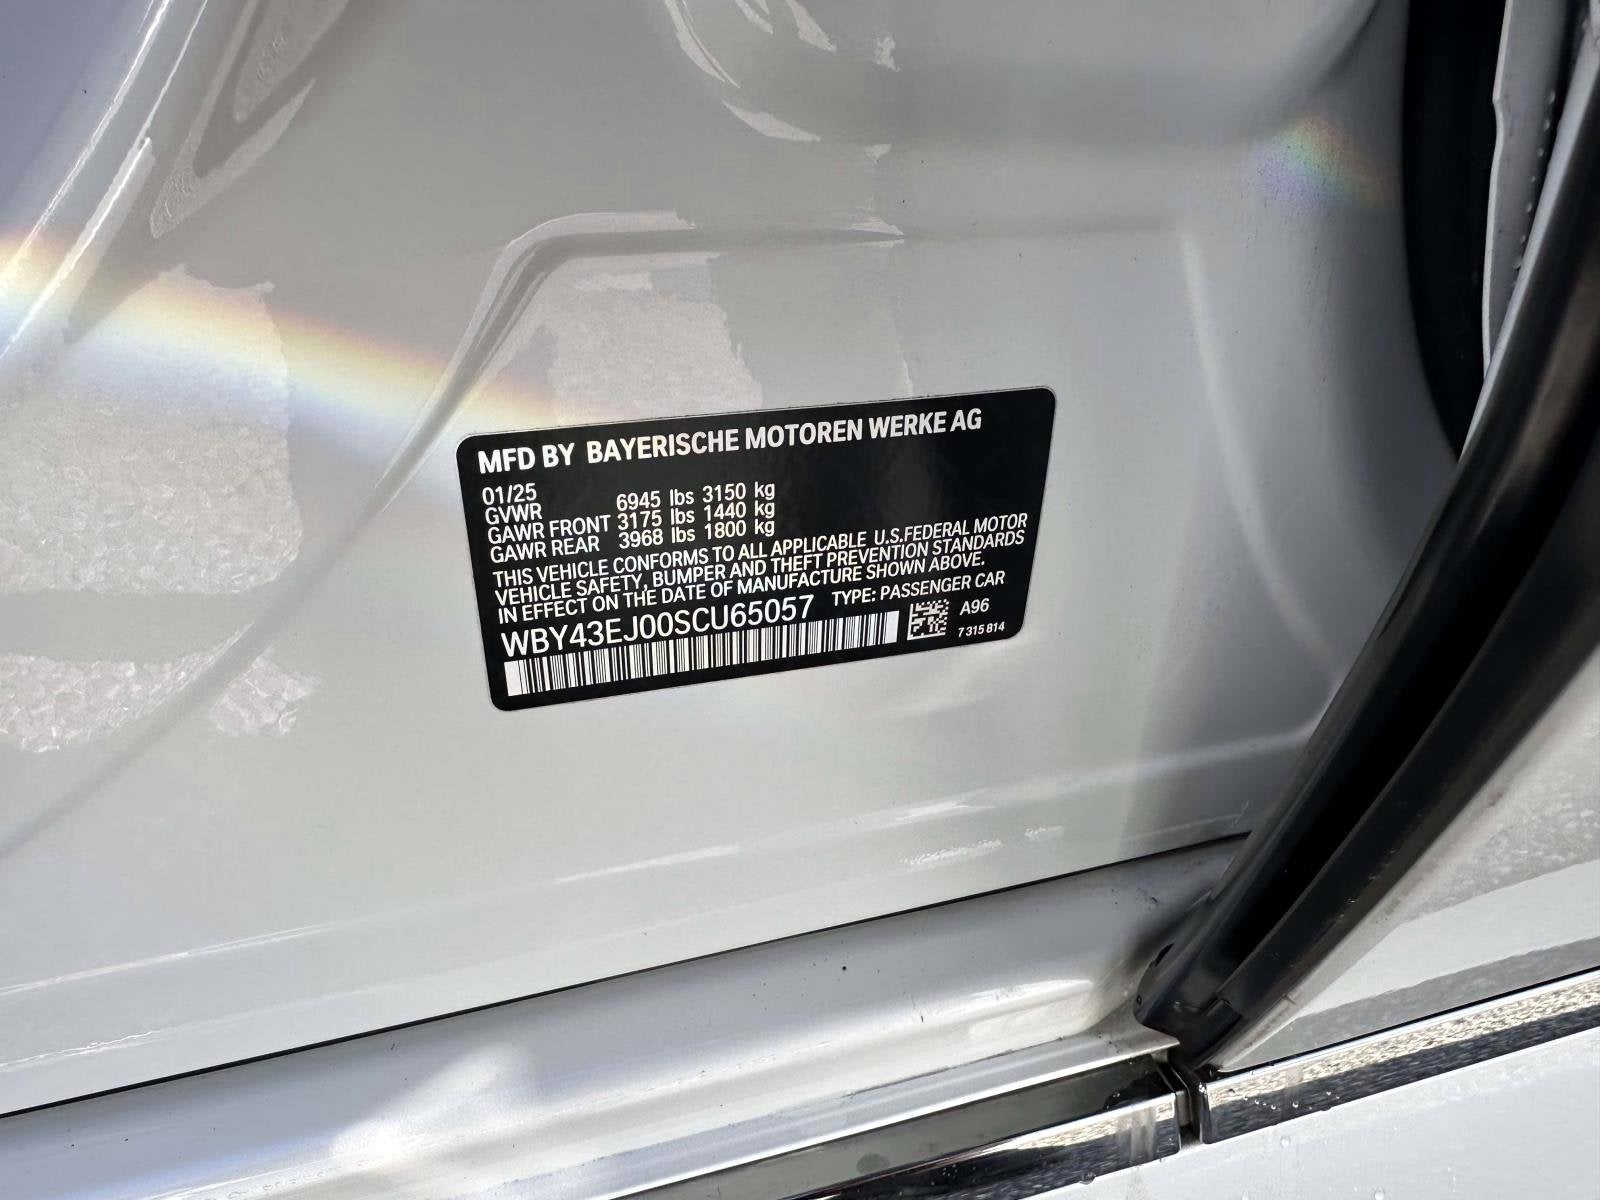 MFD BY BAYERISCHE MOTOREN WERKE AG
01/25
GVWR 6945 lbs 3150 kg
GAWR FRONT 3175 lbs 1440 kg
GAWR REAR 3968 lbs 1800 kg
THIS VEHICLE CONFORMS TO ALL APPLICABLE U.S.FEDERAL MOTOR
VEHICLE SAFETY, BUMPER AND THEFT PREVENTION STANDARDS
IN EFFECT ON THE DATE OF MANUFACTURE SHOWN ABOVE.
WBY43EJ00SCU65057 TYPE: PASSENGER CAR
A96
7 315 814